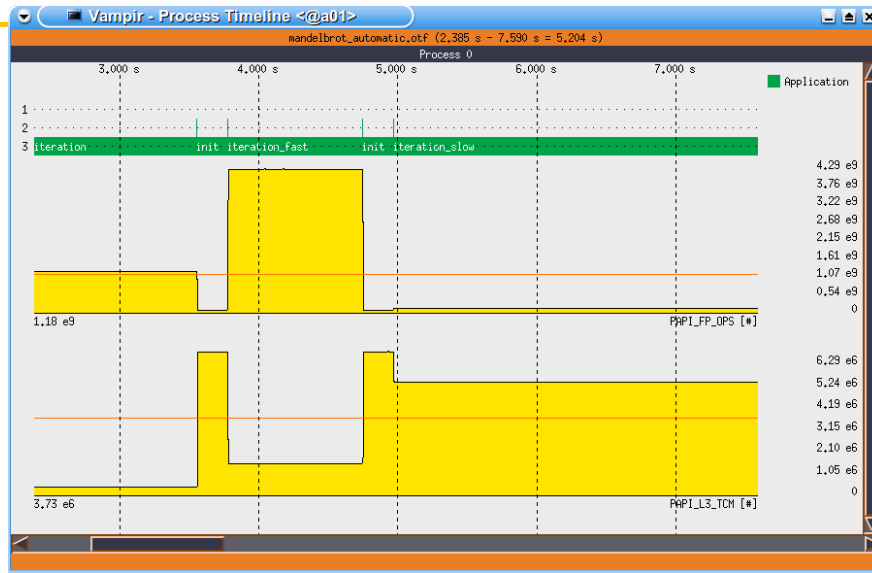 Vampir - Process Timeline <@a01>
mandelbrot_automatic.otf (2.385 s - 7.590 s = 5.204 s)
Process 0
3.000 s 4.000 s 5.000 s 6.000 s 7.000 s
Application
1
2
3 iteration init iteration_fast init iteration_slow
4.29 e9
3.76 e9
3.22 e9
2.68 e9
2.15 e9
1.61 e9
1.07 e9
0.54 e9
0
1.18 e9 PAPI_FP_OPS [#]
6.29 e6
5.24 e6
4.19 e6
3.15 e6
2.10 e6
1.05 e6
0
3.73 e6 PAPI_L3_TCM [#]